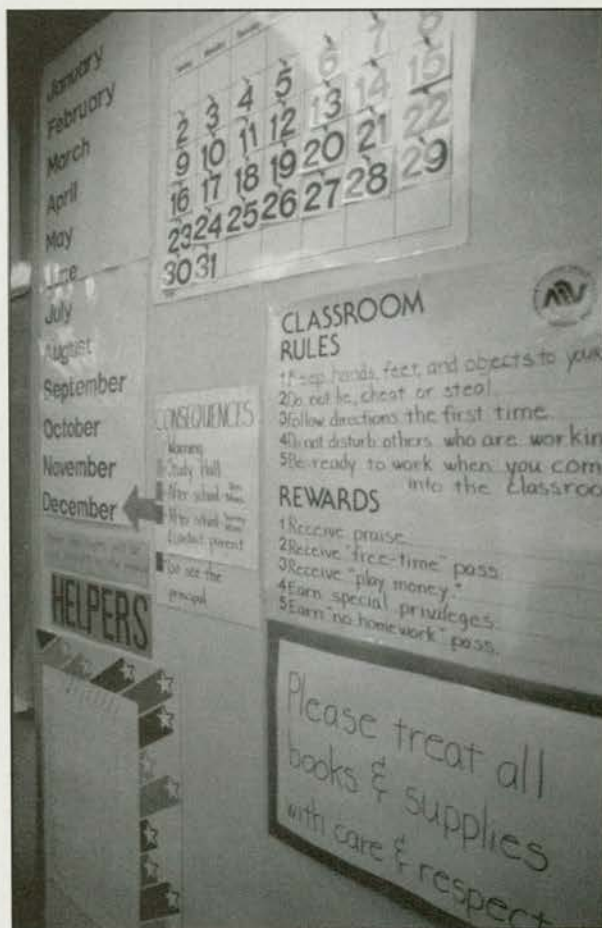 January
February
March
April
May
June
July
August
September
October
November
December
6 7 8
2 3 4 5 13 14 15
9 10 11 12 20 21 22
16 17 18 19 27 28 29
23 24 25 26
30 31
CONSEQUENCES
Warning
Study Hall
After school
After school
Contact parent
Go see the
principal
HELPERS
CLASSROOM
RULES
1 Keep hands, feet, and objects to your
2 Do not lie, cheat or steal.
3 Follow directions the first time.
4 Do not disturb others who are workin
5 Be ready to work when you com
into the classroo
REWARDS
1 Receive praise.
2 Receive "free-time" pass.
3 Receive "play money."
4 Earn special privileges.
5 Earn "no homework" pass.
Please treat all
books & supplies
with care & respect